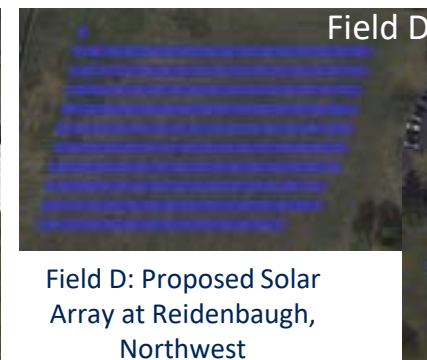 Field D
Field D: Proposed Solar
Array at Reidenbaugh,
Northwest